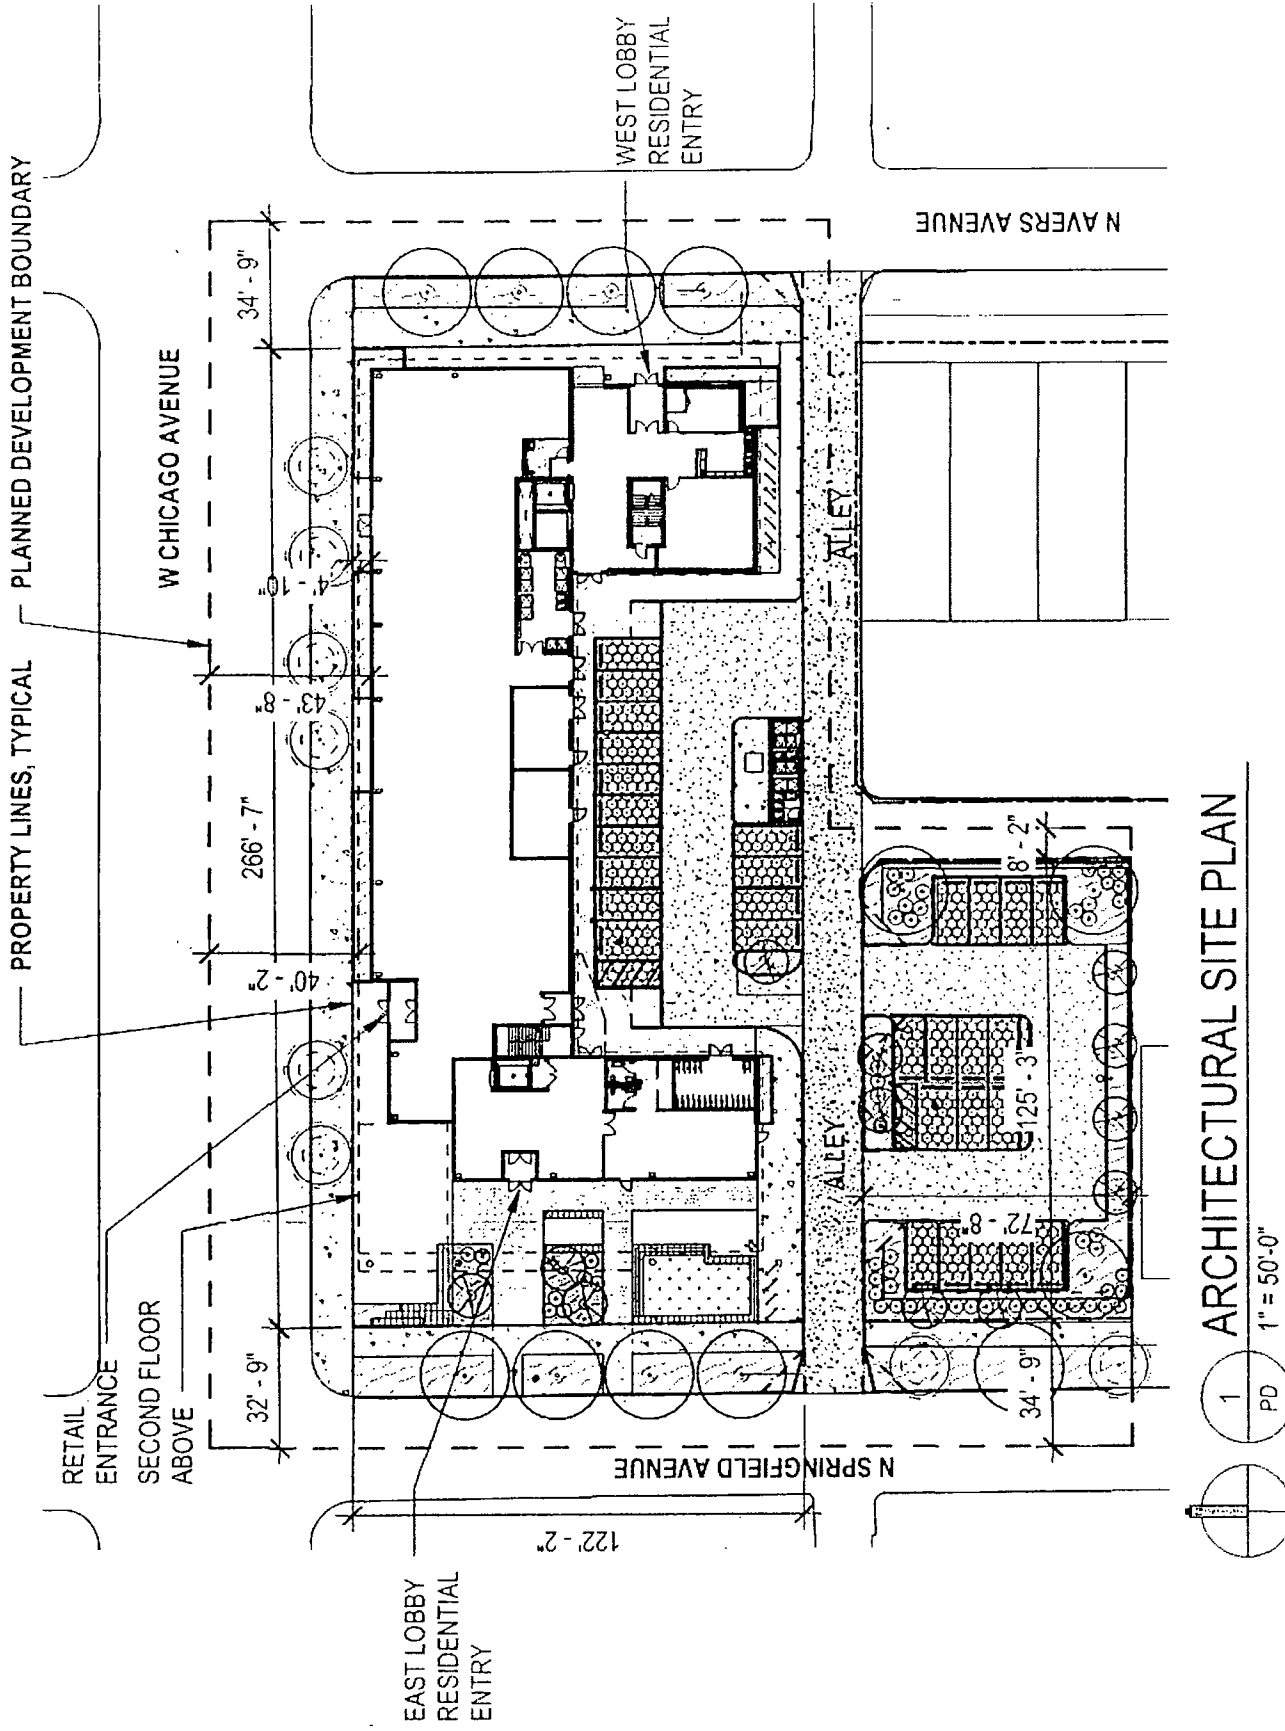 PROPERTY LINES, TYPICAL
PLANNED DEVELOPMENT BOUNDARY
RETAIL
ENTRANCE
SECOND FLOOR
ABOVE
W CHICAGO AVENUE
32' - 9"
266' - 7"
34' - 9"
40' - 2"
43' - 8"
4' - 10"
EAST LOBBY
RESIDENTIAL
ENTRY
122' - 2"
WEST LOBBY
RESIDENTIAL
ENTRY
N SPRINGFIELD AVENUE
ALLEY
ALLEY
N AVERS AVENUE
34' - 9"
72' - 8"
125' - 3"
8' - 2"
1
PD
ARCHITECTURAL SITE PLAN
1" = 50'-0"